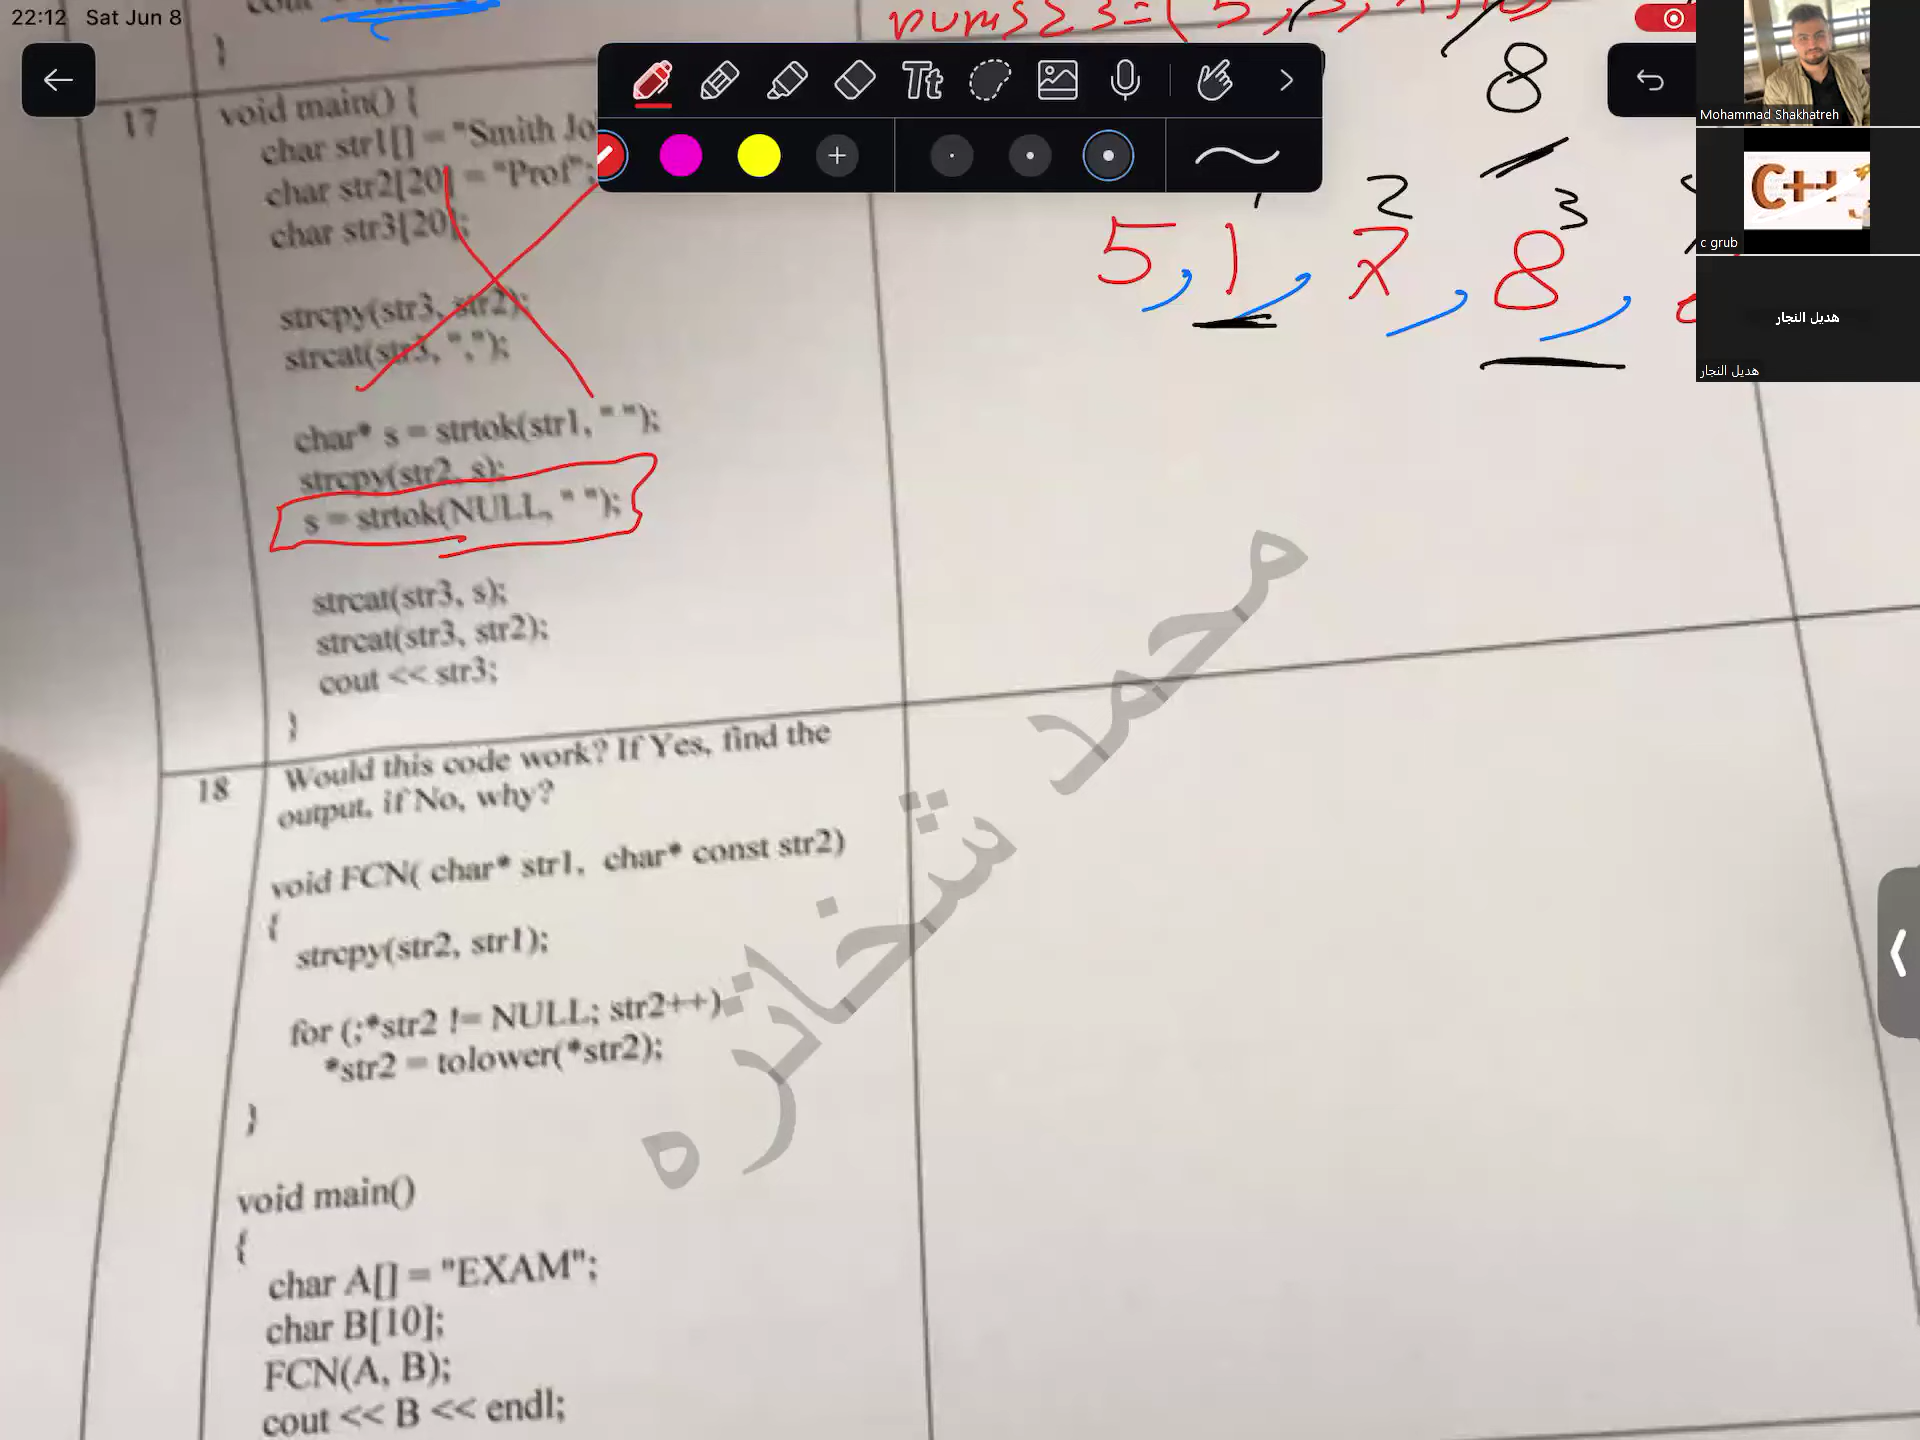 22:12 Sat Jun 8
}
8
Mohammad Shakhatreh
C++
c grub
هديل النجار
هديل النجار
Tt
1 2 3
5, 1, 7, 8,
17
void main() {
char str1[] = "Smith Jo
char str2[20] = "Prof";
char str3[20];
strcpy(str3, str2);
strcat(str3, ",");
char* s = strtok(str1, " ");
strcpy(str2, s);
s = strtok(NULL, " ");
strcat(str3, s);
strcat(str3, str2);
cout << str3;
}
18
Would this code work? If Yes, find the
output, if No, why?
void FCN( char* str1, char* const str2)
{
strcpy(str2, str1);
for (;*str2 != NULL; str2++)
*str2 = tolower(*str2);
}
void main()
{
char A[] = "EXAM";
char B[10];
FCN(A, B);
cout << B << endl;
محمد شخاتره